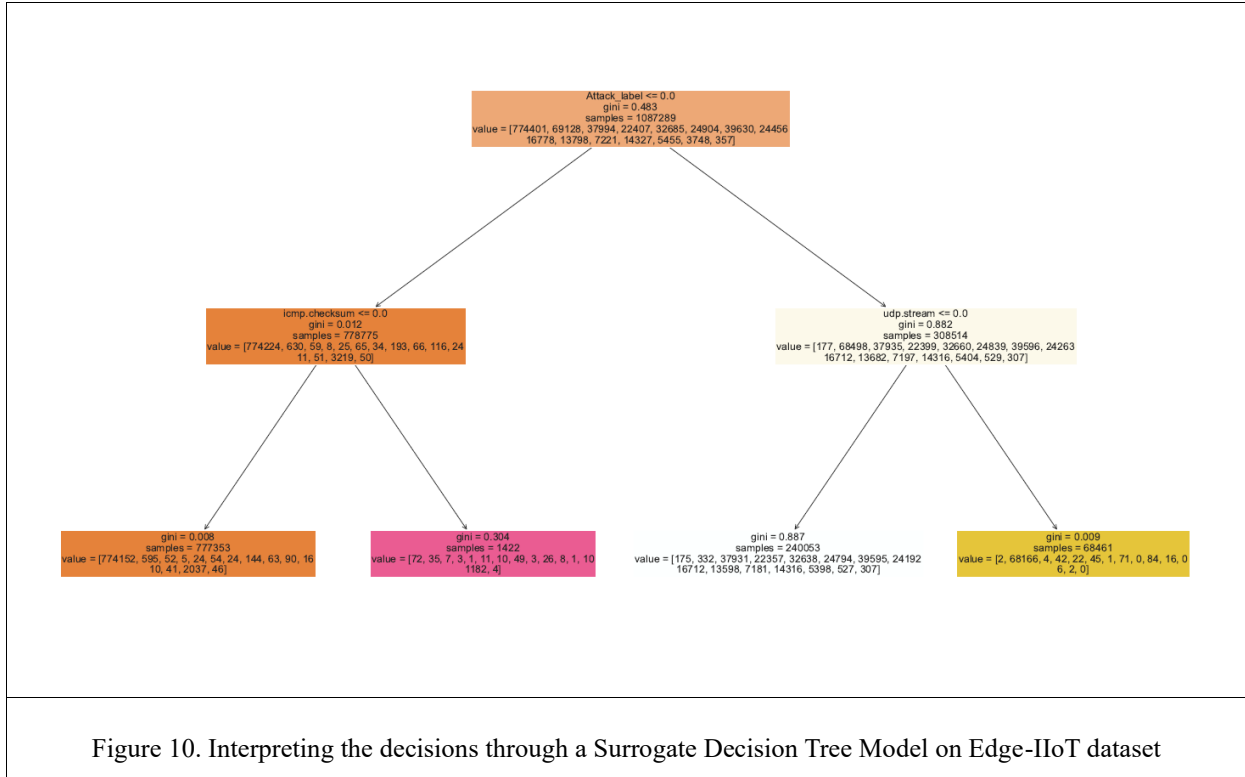 Attack_label <= 0.0
gini = 0.483
samples = 1087289
value = [774401, 69128, 37994, 22407, 32685, 24904, 39630, 24456
16778, 13798, 7221, 14327, 5455, 3748, 357]
icmp.checksum <= 0.0
gini = 0.012
samples = 778775
value = [774224, 630, 59, 8, 25, 65, 34, 193, 66, 116, 24
11, 51, 3219, 50]
udp.stream <= 0.0
gini = 0.882
samples = 308514
value = [177, 68498, 37935, 22399, 32660, 24839, 39596, 24263
16712, 13682, 7197, 14316, 5404, 529, 307]
gini = 0.008
samples = 777353
value = [774152, 595, 52, 5, 24, 54, 24, 144, 63, 90, 16
10, 41, 2037, 46]
gini = 0.304
samples = 1422
value = [72, 35, 7, 3, 1, 11, 10, 49, 3, 26, 8, 1, 10
1182, 4]
gini = 0.887
samples = 240053
value = [175, 332, 37931, 22357, 32638, 24794, 39595, 24192
16712, 13598, 7181, 14316, 5398, 527, 307]
gini = 0.009
samples = 68461
value = [2, 68166, 4, 42, 22, 45, 1, 71, 0, 84, 16, 0
6, 2, 0]
Figure 10. Interpreting the decisions through a Surrogate Decision Tree Model on Edge-IIoT dataset